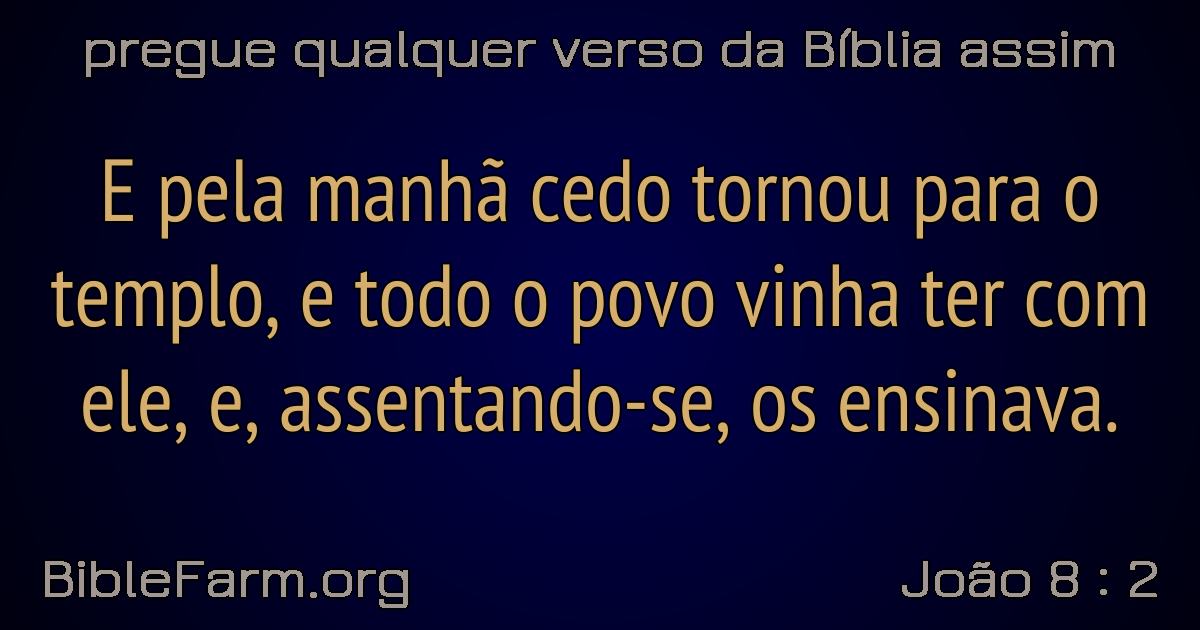 pregue qualquer verso da Bíblia assim
E pela manhã cedo tornou para o
templo, e todo o povo vinha ter com
ele, e, assentando-se, os ensinava.
BibleFarm.org
João 8 : 2